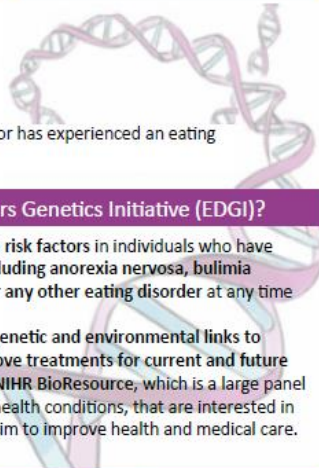 or has experienced an eating
rs Genetics Initiative (EDGI)?
risk factors in individuals who have
luding anorexia nervosa, bulimia
any other eating disorder at any time
enetic and environmental links to
ove treatments for current and future
NIHR BioResource, which is a large panel
health conditions, that are interested in
im to improve health and medical care.